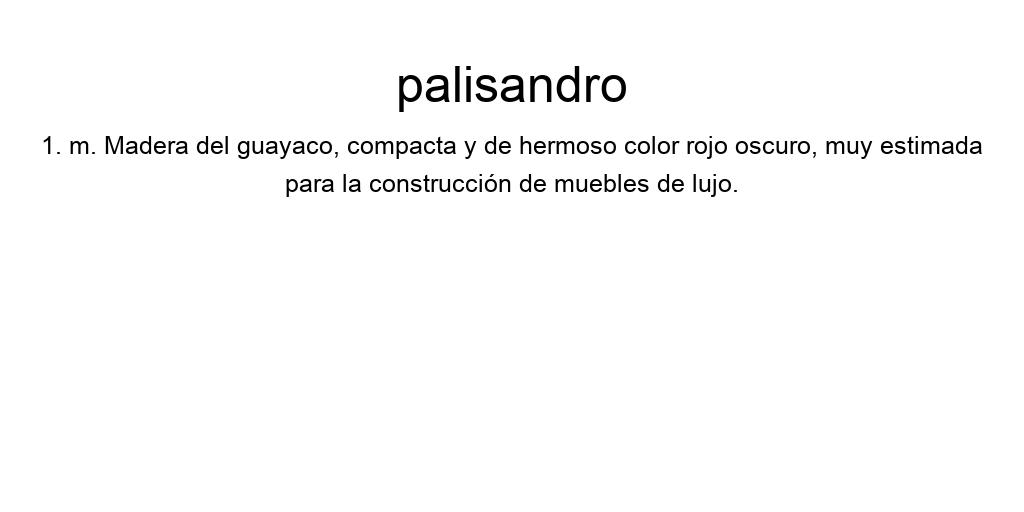 palisandro
1. m. Madera del guayaco, compacta y de hermoso color rojo oscuro, muy estimada
para la construcción de muebles de lujo.